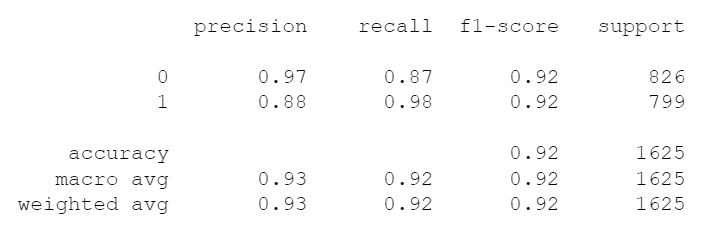 precision recall f1-score support
0 0.97 0.87 0.92 826
1 0.88 0.98 0.92 799
accuracy 0.92 1625
macro avg 0.93 0.92 0.92 1625
weighted avg 0.93 0.92 0.92 1625